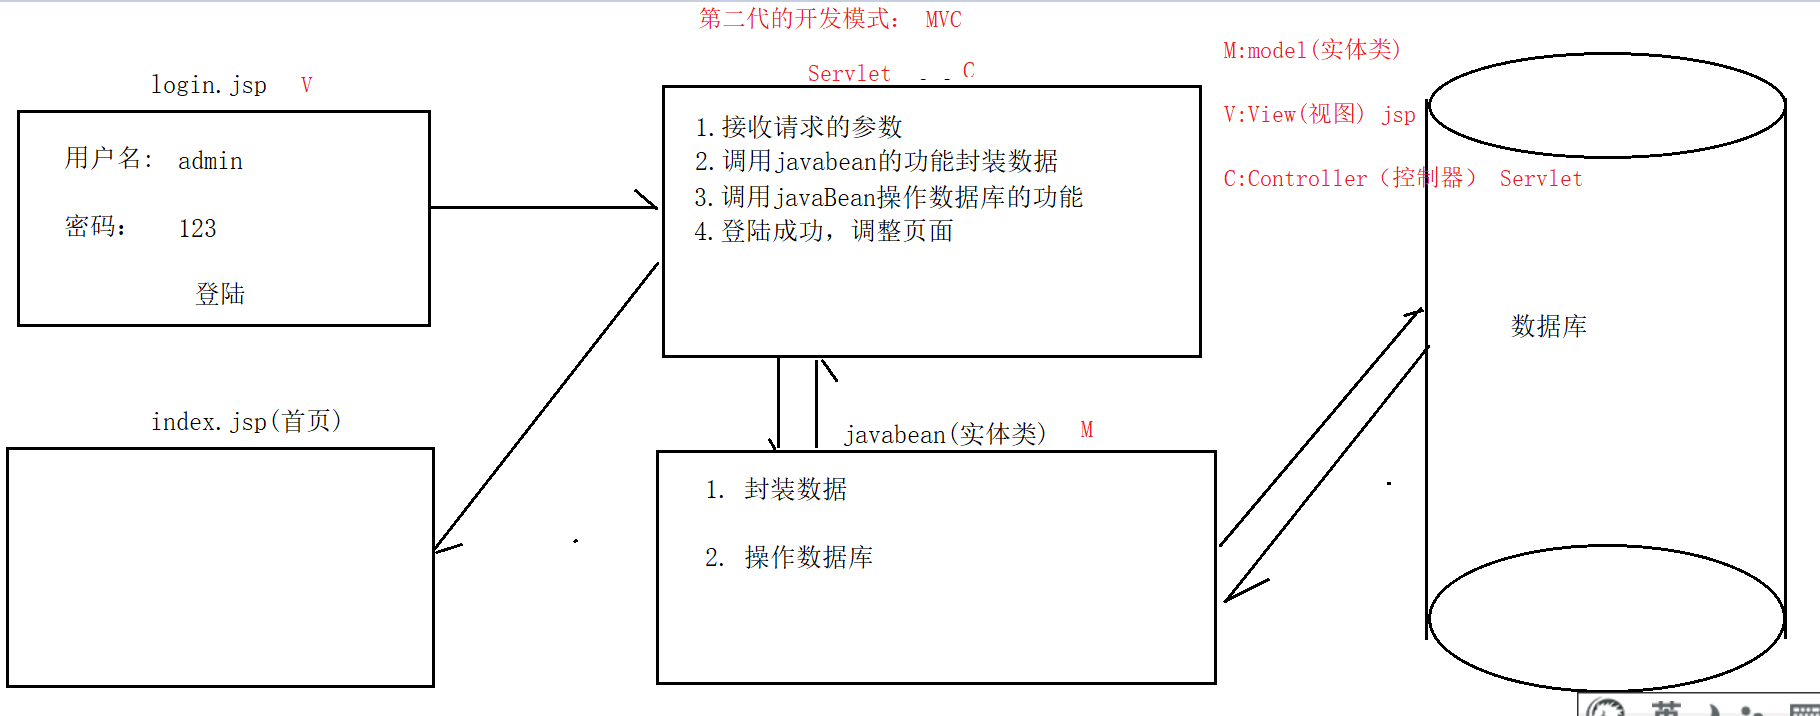 第二代的开发模式: MVC
M:model(实体类)
V:View(视图) jsp
C:Controller（控制器） Servlet
login.jsp V
用户名: admin
密码: 123
登陆
Servlet C
1.接收请求的参数
2.调用javabean的功能封装数据
3.调用javaBean操作数据库的功能
4.登陆成功，调整页面
数据库
index.jsp(首页)
javabean(实体类) M
1. 封装数据
2. 操作数据库
英